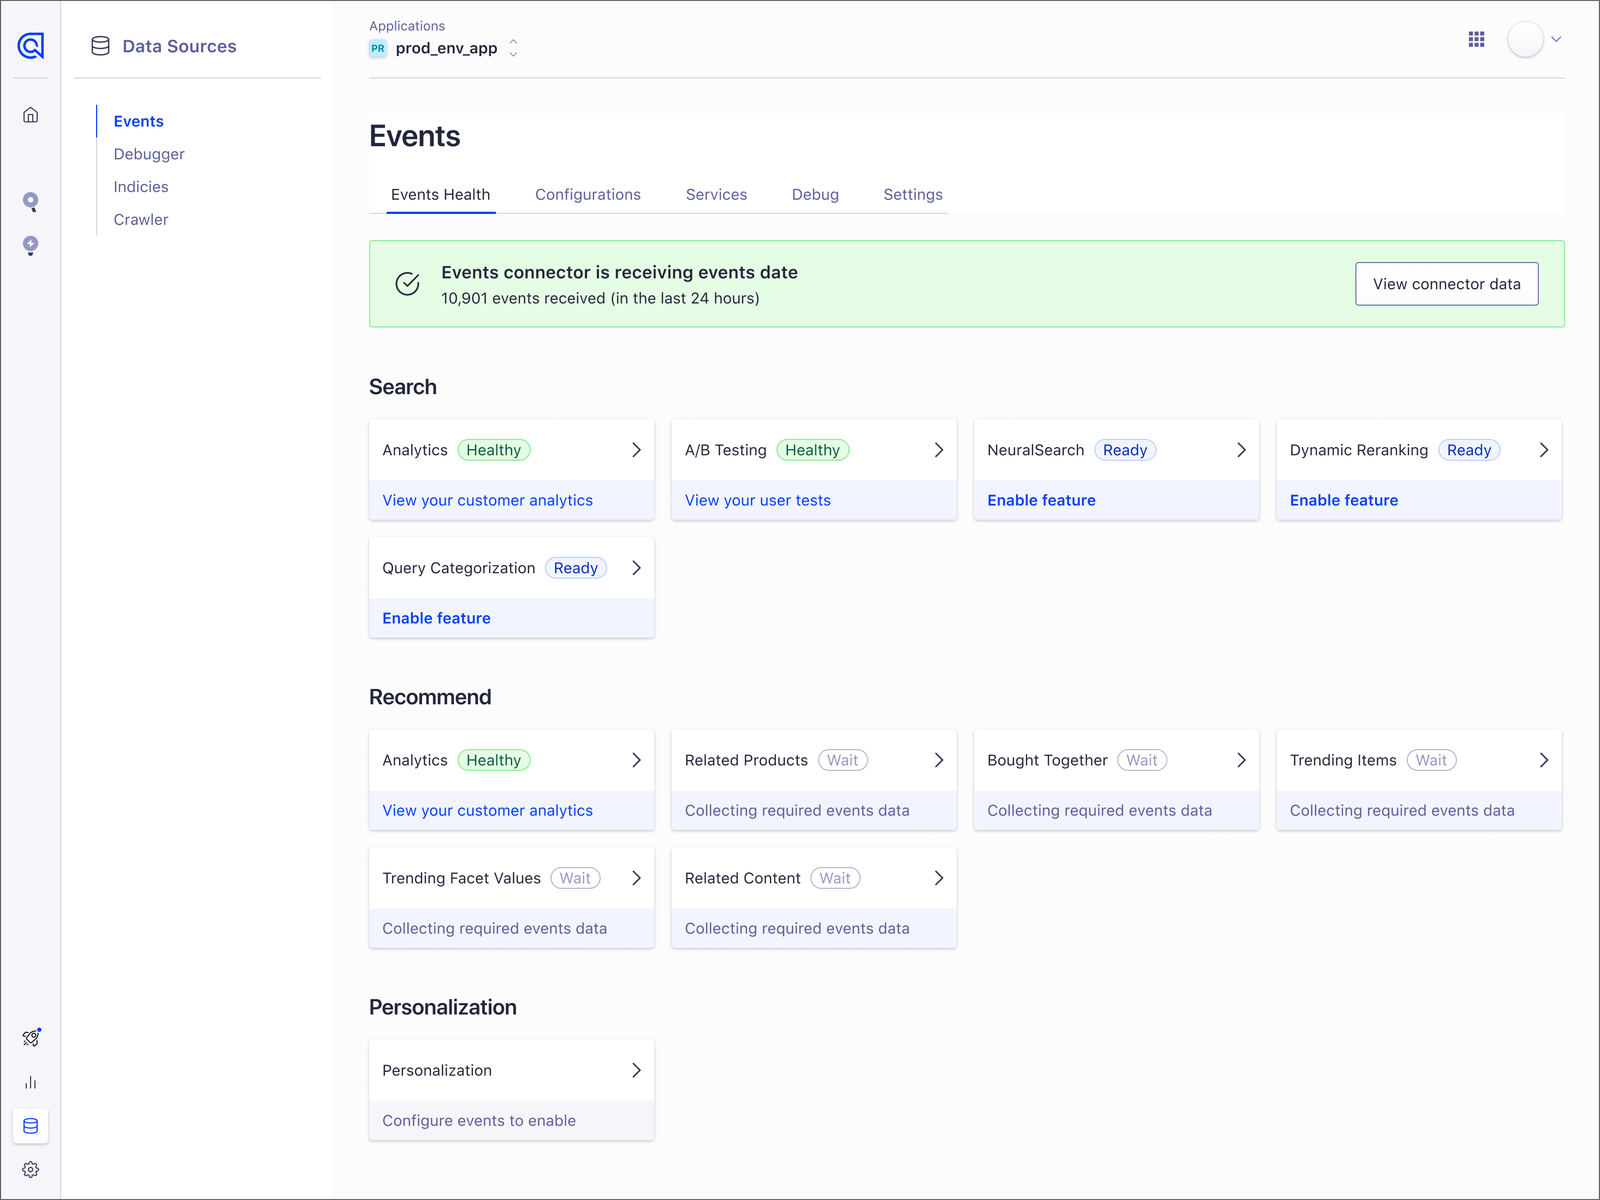 Data Sources
Events
Debugger
Indicies
Crawler
Applications
PR prod_env_app
Events
Events Health Configurations Services Debug Settings
Events connector is receiving events date
10,901 events received (in the last 24 hours)
View connector data
Search
Analytics Healthy
View your customer analytics
A/B Testing Healthy
View your user tests
NeuralSearch Ready
Enable feature
Dynamic Reranking Ready
Enable feature
Query Categorization Ready
Enable feature
Recommend
Analytics Healthy
View your customer analytics
Related Products Wait
Collecting required events data
Bought Together Wait
Collecting required events data
Trending Items Wait
Collecting required events data
Trending Facet Values Wait
Collecting required events data
Related Content Wait
Collecting required events data
Personalization
Personalization
Configure events to enable